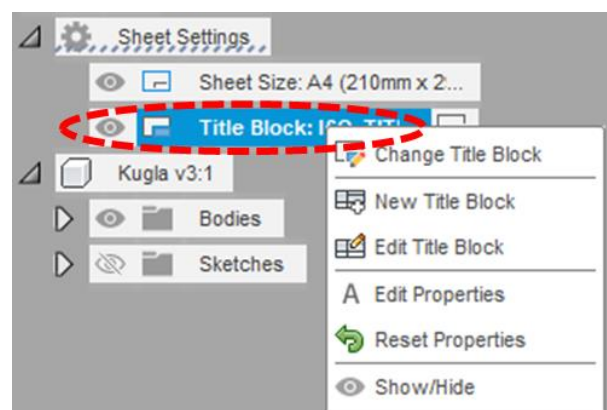 Sheet Settings
Sheet Size: A4 (210mm x 2...
Title Block: ISO
Change Title Block
Kugla v3:1
New Title Block
Bodies
Edit Title Block
Sketches
A Edit Properties
Reset Properties
Show/Hide